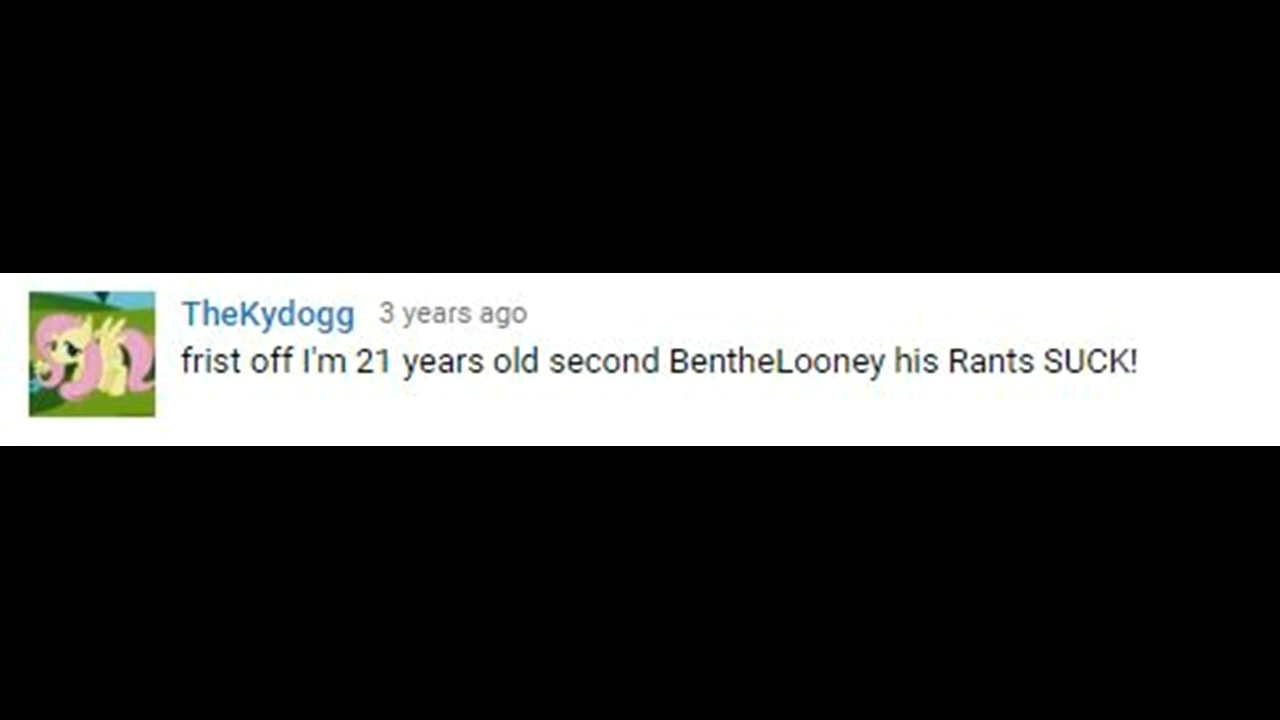 TheKydogg 3 years ago
frist off I'm 21 years old second BentheLooney his Rants SUCK!